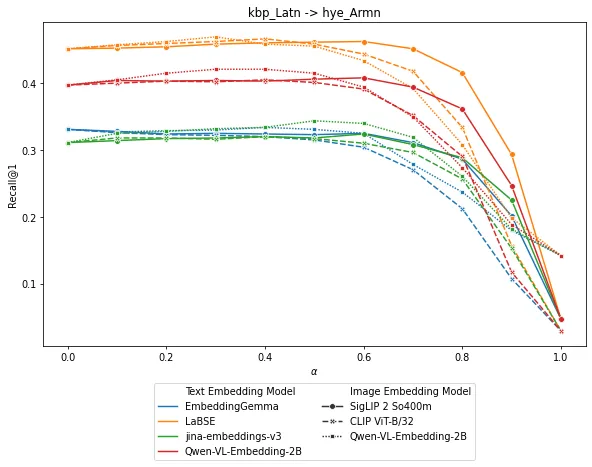 kbp_Latn -> hye_Armn
Recall@1
0.4
0.3
0.2
0.1
0.0 0.2 0.4 0.6 0.8 1.0
α
Text Embedding Model Image Embedding Model
EmbeddingGemma SigLIP 2 So400m
LaBSE CLIP ViT-B/32
jina-embeddings-v3 Qwen-VL-Embedding-2B
Qwen-VL-Embedding-2B